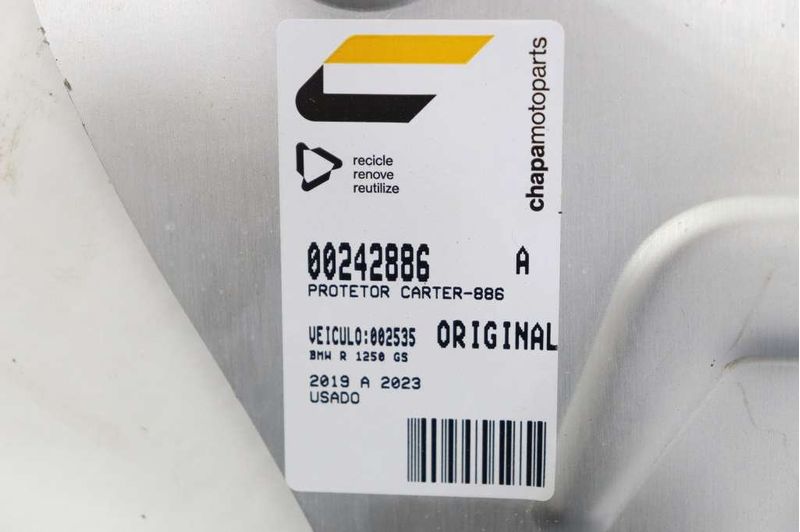 chapamotoparts
recicle
renove
reutilize
00242886 A
PROTETOR CARTER-886
VEICULO:002535 ORIGINAL
BMW R 1250 GS
2019 A 2023
USADO